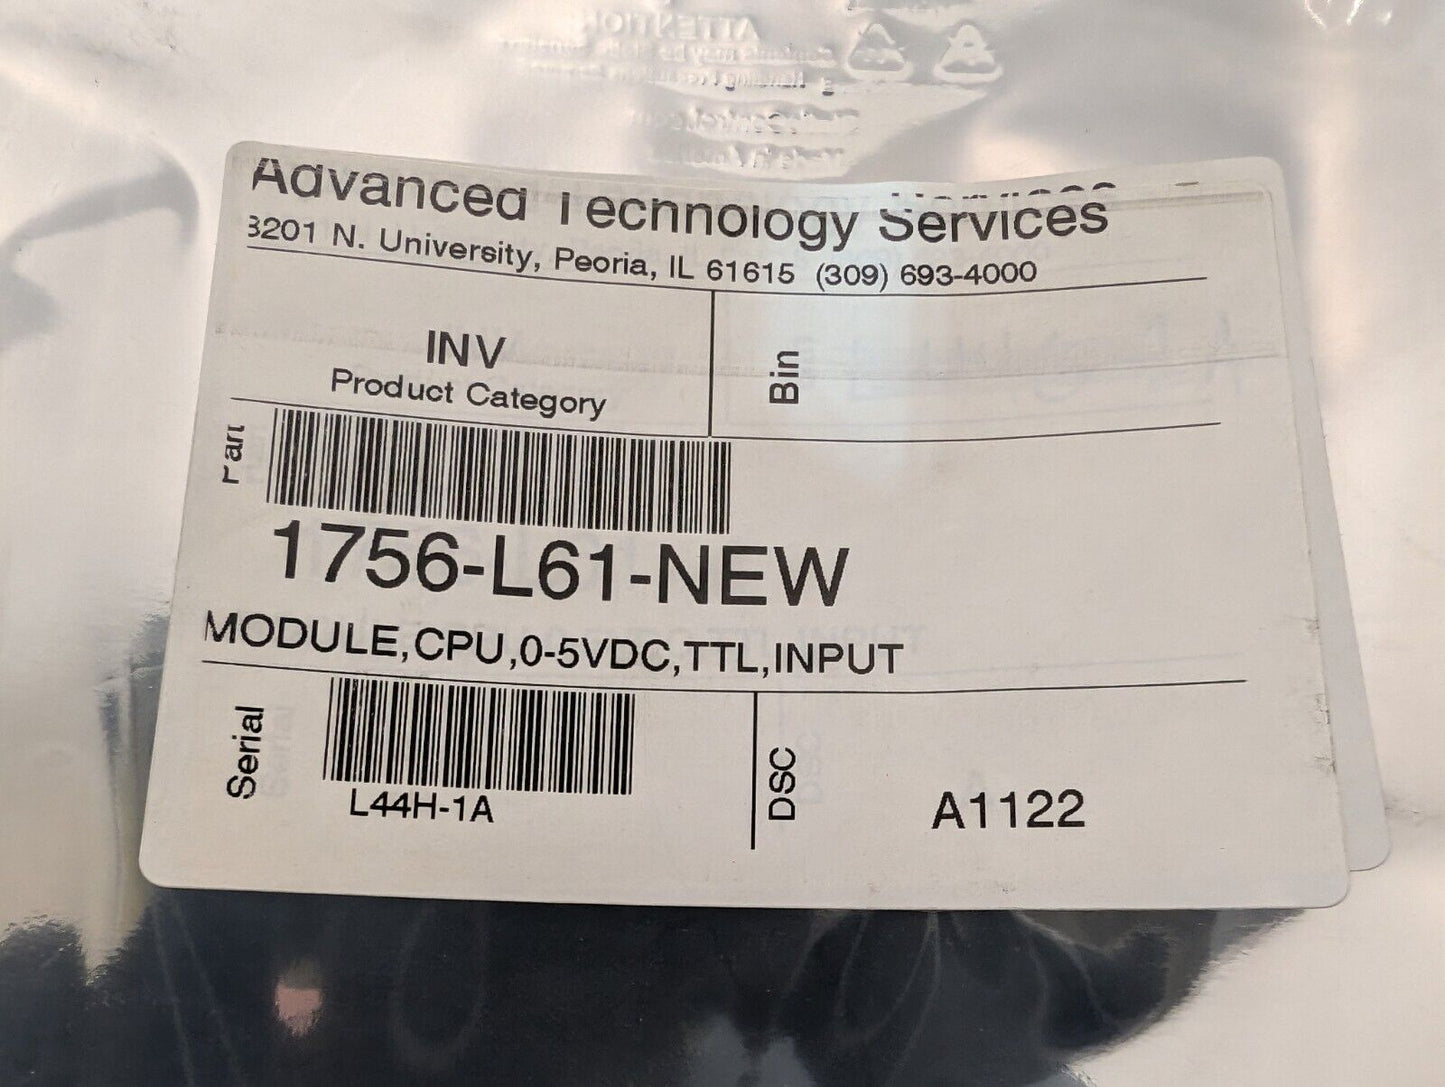 Advanced Technology Services
3201 N. University, Peoria, IL 61615 (309) 693-4000
INV
Product Category
Bin
Part
1756-L61-NEW
MODULE,CPU,0-5VDC,TTL,INPUT
Serial
L44H-1A
DSC
A1122